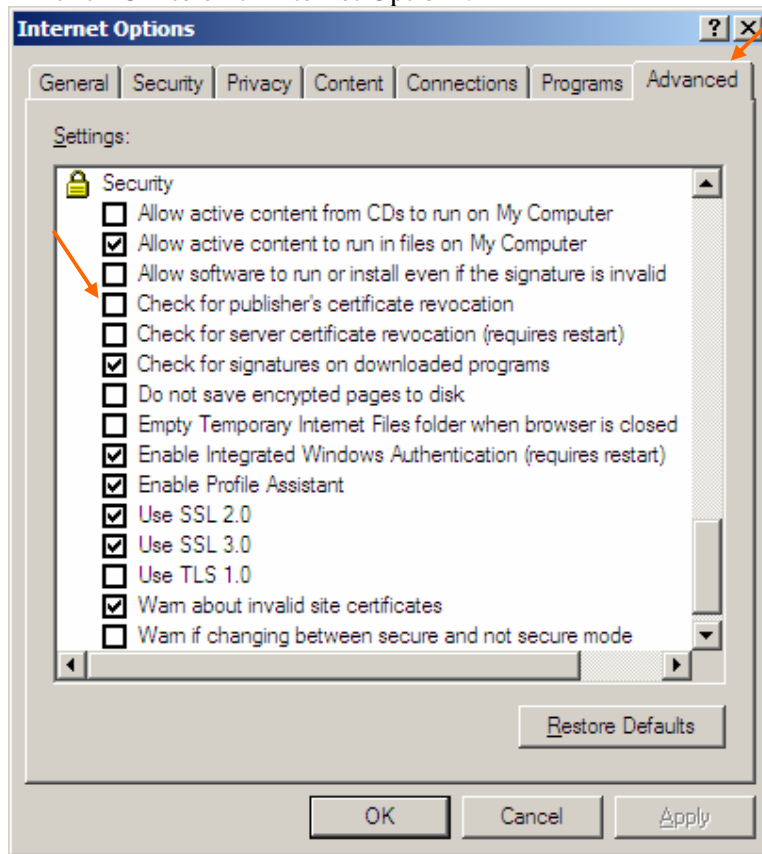 Internet Options
General Security Privacy Content Connections Programs Advanced
Settings:
Security
Allow active content from CDs to run on My Computer
Allow active content to run in files on My Computer
Allow software to run or install even if the signature is invalid
Check for publisher's certificate revocation
Check for server certificate revocation (requires restart)
Check for signatures on downloaded programs
Do not save encrypted pages to disk
Empty Temporary Internet Files folder when browser is closed
Enable Integrated Windows Authentication (requires restart)
Enable Profile Assistant
Use SSL 2.0
Use SSL 3.0
Use TLS 1.0
Warn about invalid site certificates
Warn if changing between secure and not secure mode
Restore Defaults
OK Cancel Apply